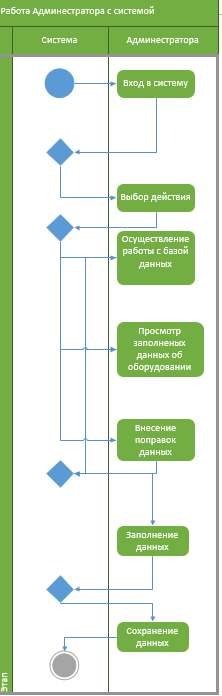 Работа Администратора с системой
Система
Администратора
Вход в систему
Выбор действия
Осуществление
работы с базой
данных
Просмотр
заполненых
данных об
оборудовании
Внесение
поправок
данных
Заполнение
данных
Сохранение
данных
Этап